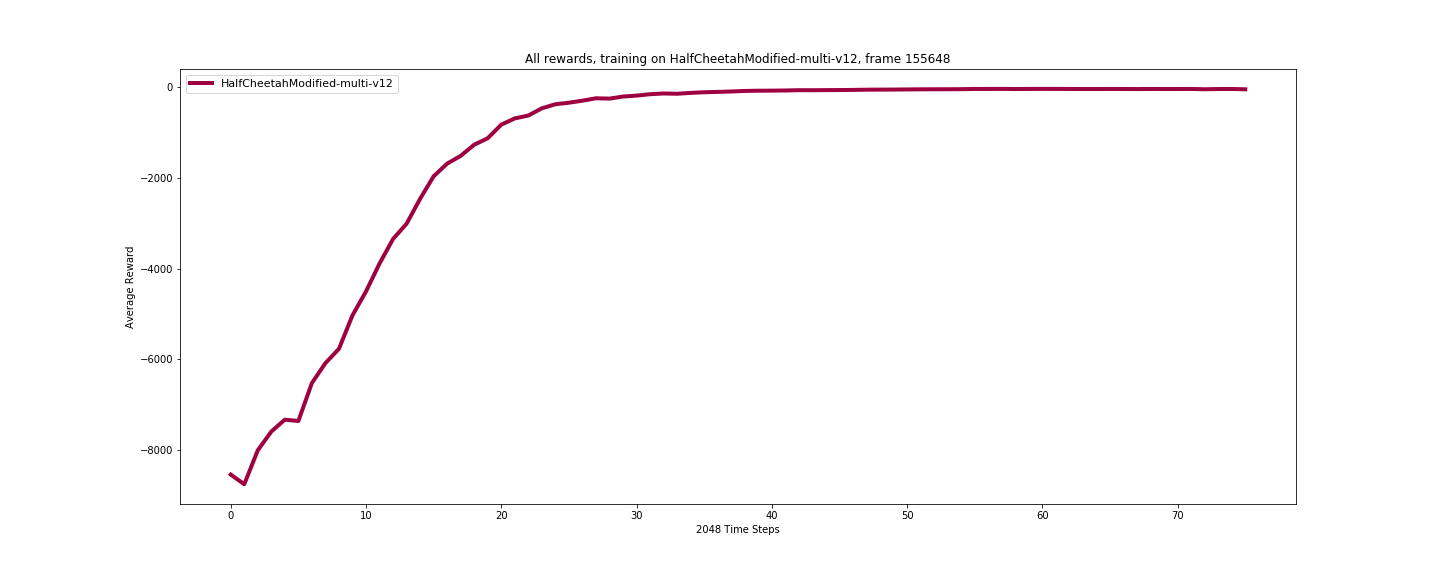 All rewards, training on HalfCheetahModified-multi-v12, frame 155648
HalfCheetahModified-multi-v12
0
−2000
−4000
−6000
−8000
Average Reward
0 10 20 30 40 50 60 70
2048 Time Steps